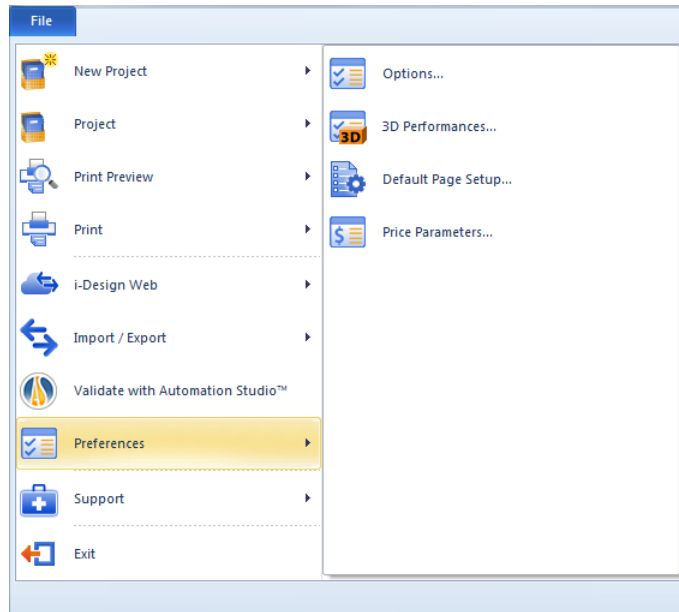 File
New Project
Project
Print Preview
Print
i-Design Web
Import / Export
Validate with Automation Studio™
Preferences
Support
Exit
Options...
3D
3D Performances...
Default Page Setup...
$
Price Parameters...